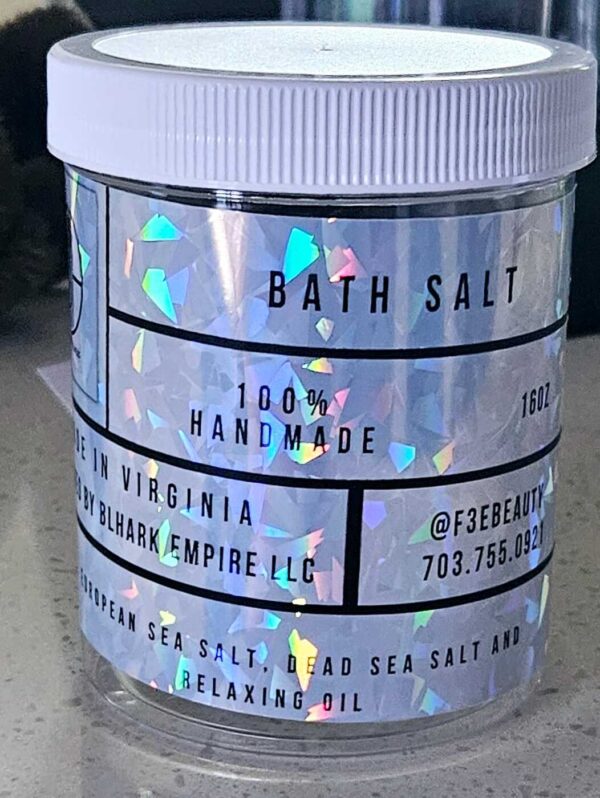 BATH SALT
100%
HANDMADE
16OZ
IN VIRGINIA
BY BLHARK EMPIRE LLC
@F3EBEAUTY
703.755.0921
EUROPEAN SEA SALT, DEAD SEA SALT AND
RELAXING OIL